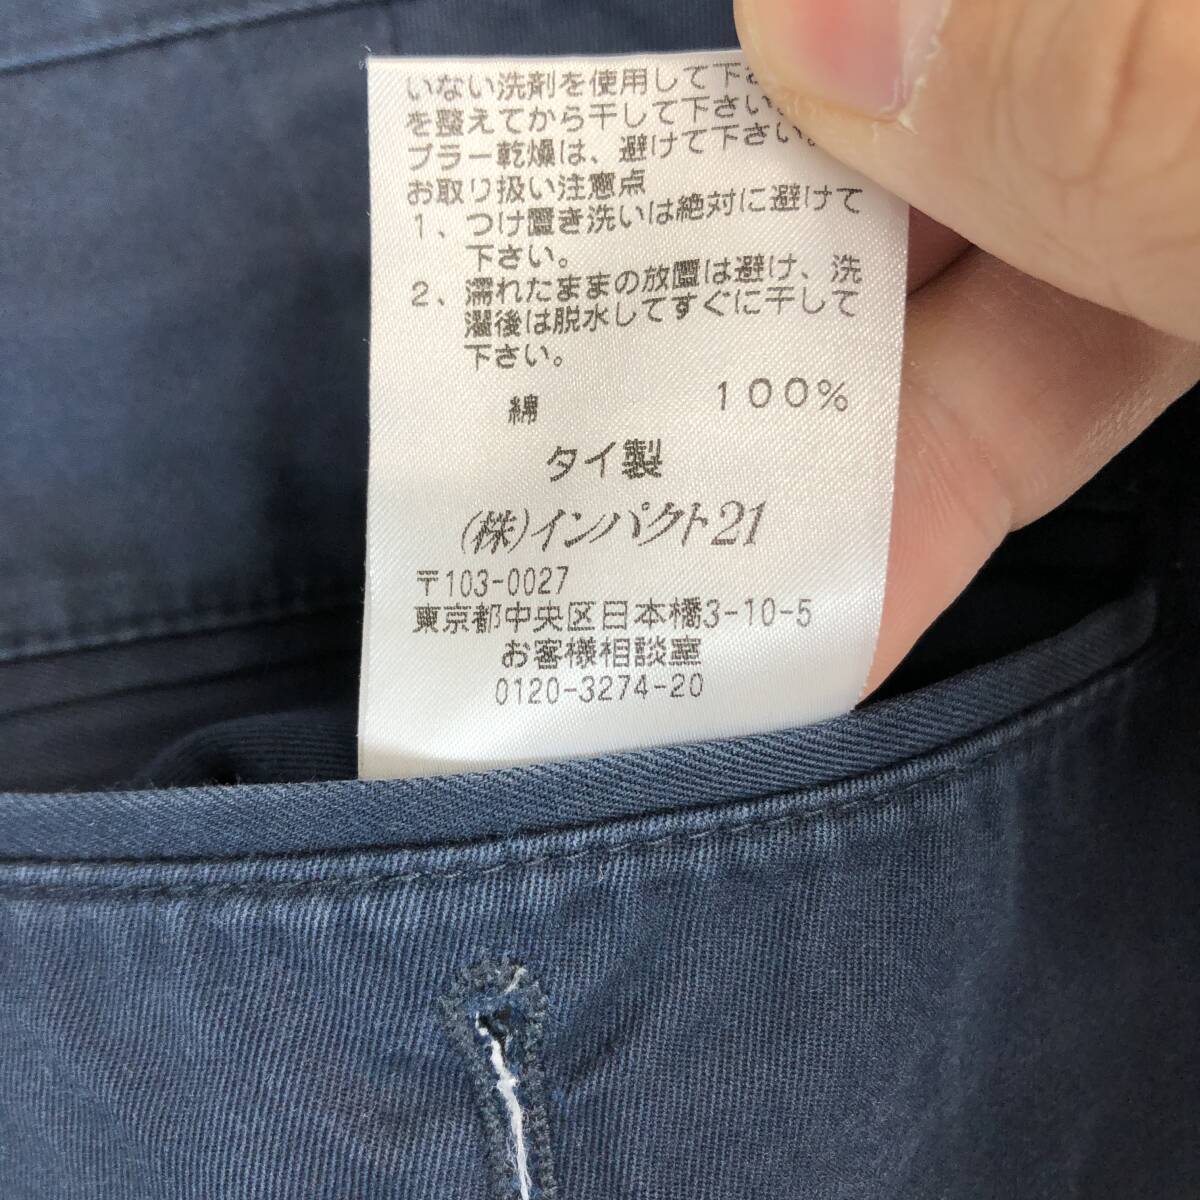 いない洗剤を使用して下さ
を整えてから干して下さい。
ブラー乾燥は、避けて下さい。
お取り扱い注意点
1、つけ置き洗いは絶対に避けて
下さい。
2、濡れたままの放置は避け、洗
濯後は脱水してすぐに干して
下さい。
綿 100%
タイ製
(株)インパクト21
〒103-0027
東京都中央区日本橋3-10-5
お客様相談室
0120-3274-20